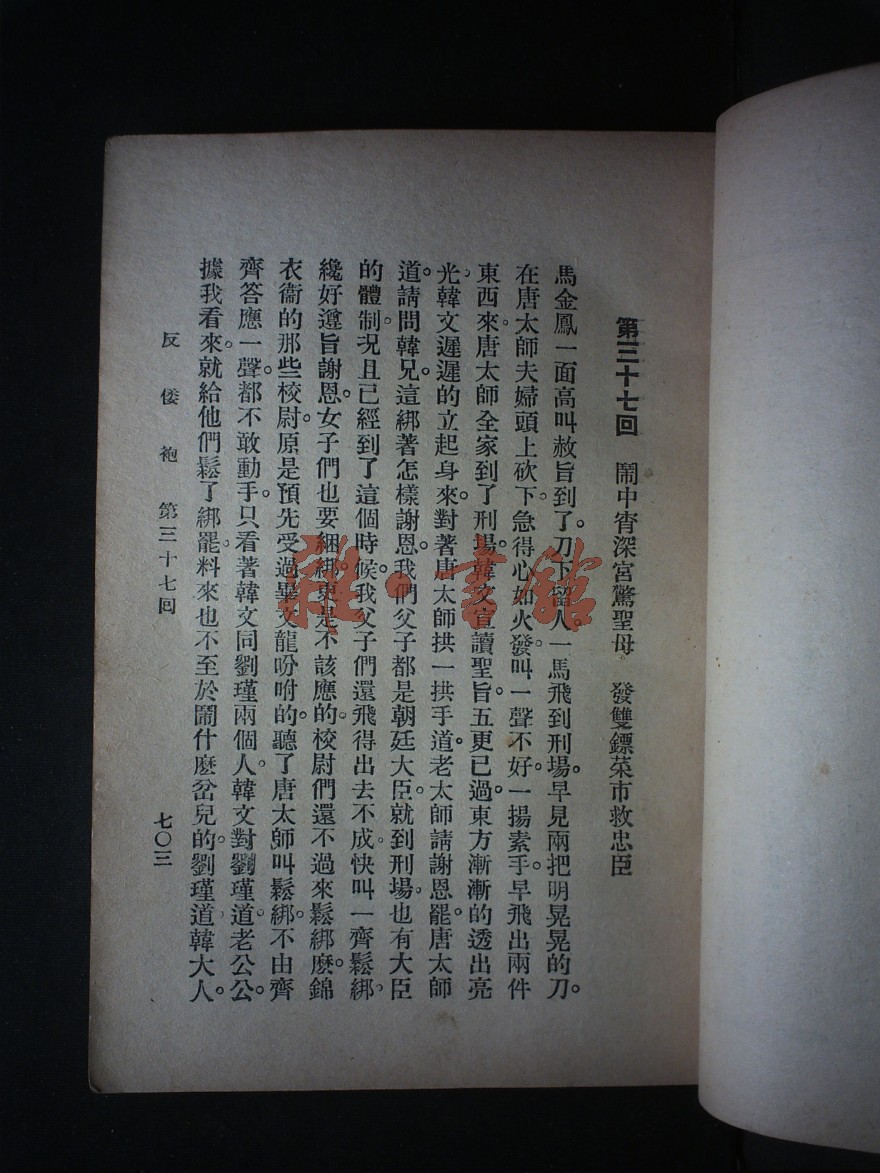 第三十七回　鬧中宵深宮驚聖母　發雙鏢菜市救忠臣
馬金鳳一面高叫赦旨到了。刀下留人。一馬飛到刑場。早見兩把明晃晃的刀。
在唐太師夫婦頭上砍下。急得心如火發。叫一聲不好。一揚素手。早飛出兩件
東西來。唐太師全家到了刑場。韓文宣讀聖旨。五更已過。東方漸漸的透出亮
光。韓文遲遲的立起身來。對著唐太師拱一拱手道。老太師請謝恩罷。唐太師
道。請問韓兄。這綁著怎樣謝恩。我們父子都是朝廷大臣。就到刑場。也有大臣
的體制。況且已經到了這個時候。我父子們還飛得出去不成。快叫一齊鬆綁。
纔好遵旨謝恩。女子們也要綑綁。更是不該應的。校尉們還不過來鬆綁麽。錦
衣衞的那些校尉。原是預先受過畢文龍吩咐的。聽了唐太師叫鬆綁。不由齊
齊答應一聲。都不敢動手。只看著韓文同劉瑾兩個人。韓文對劉瑾道。老公公。
據我看來。就給他們鬆了綁罷。料來也不至於鬧什麽岔兒的。劉瑾道。韓大人。
反倭袍　第三十七回　七〇三
雜·書館